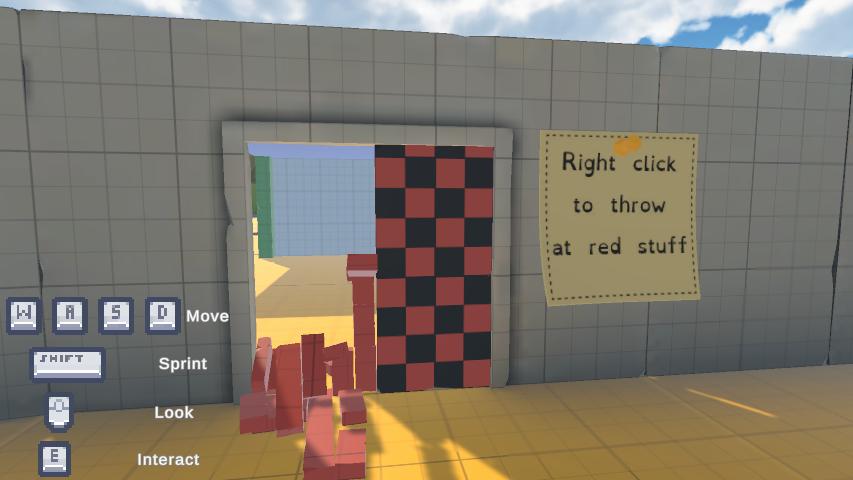 Right click
to throw
at red stuff
W A S D Move
SHIFT Sprint
Look
E Interact